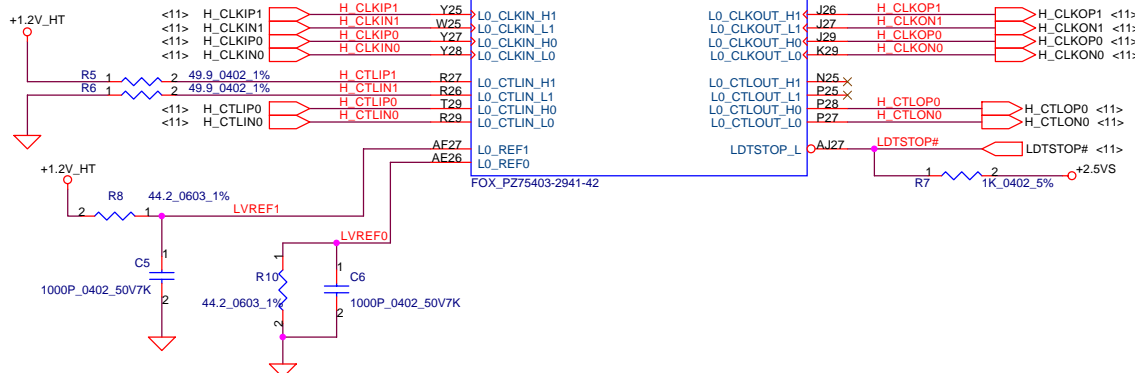 +1.2V_HT
<11> H_CLKIP1 H_CLKIP1 Y25 L0_CLKIN_H1 L0_CLKOUT_H1 J26 H_CLKOP1 H_CLKOP1 <11>
<11> H_CLKIN1 H_CLKIN1 W25 L0_CLKIN_L1 L0_CLKOUT_L1 J27 H_CLKON1 H_CLKON1 <11>
<11> H_CLKIP0 H_CLKIP0 Y27 L0_CLKIN_H0 L0_CLKOUT_H0 J29 H_CLKOP0 H_CLKOP0 <11>
<11> H_CLKIN0 H_CLKIN0 Y28 L0_CLKIN_L0 L0_CLKOUT_L0 K29 H_CLKON0 H_CLKON0 <11>
R5 1 2 49.9_0402_1% H_CTLIP1 R27 L0_CTLIN_H1 L0_CTLOUT_H1 N25
R6 1 2 49.9_0402_1% H_CTLIN1 R26 L0_CTLIN_L1 L0_CTLOUT_L1 P25
<11> H_CTLIP0 H_CTLIP0 T29 L0_CTLIN_H0 L0_CTLOUT_H0 P28 H_CTLOP0 H_CTLOP0 <11>
<11> H_CTLIN0 H_CTLIN0 R29 L0_CTLIN_L0 L0_CTLOUT_L0 P27 H_CTLON0 H_CTLON0 <11>
AF27 L0_REF1 LDTSTOP_L AJ27 LDTSTOP# LDTSTOP# <11>
AE26 L0_REF0
+1.2V_HT
FOX_PZ75403-2941-42
R7 1 2 1K_0402_5% +2.5VS
R8 44.2_0603_1%
2 1 LVREF1
LVREF0
C5 1 2
1000P_0402_50V7K
R10 1 2
44.2_0603_1%
C6 1 2
1000P_0402_50V7K